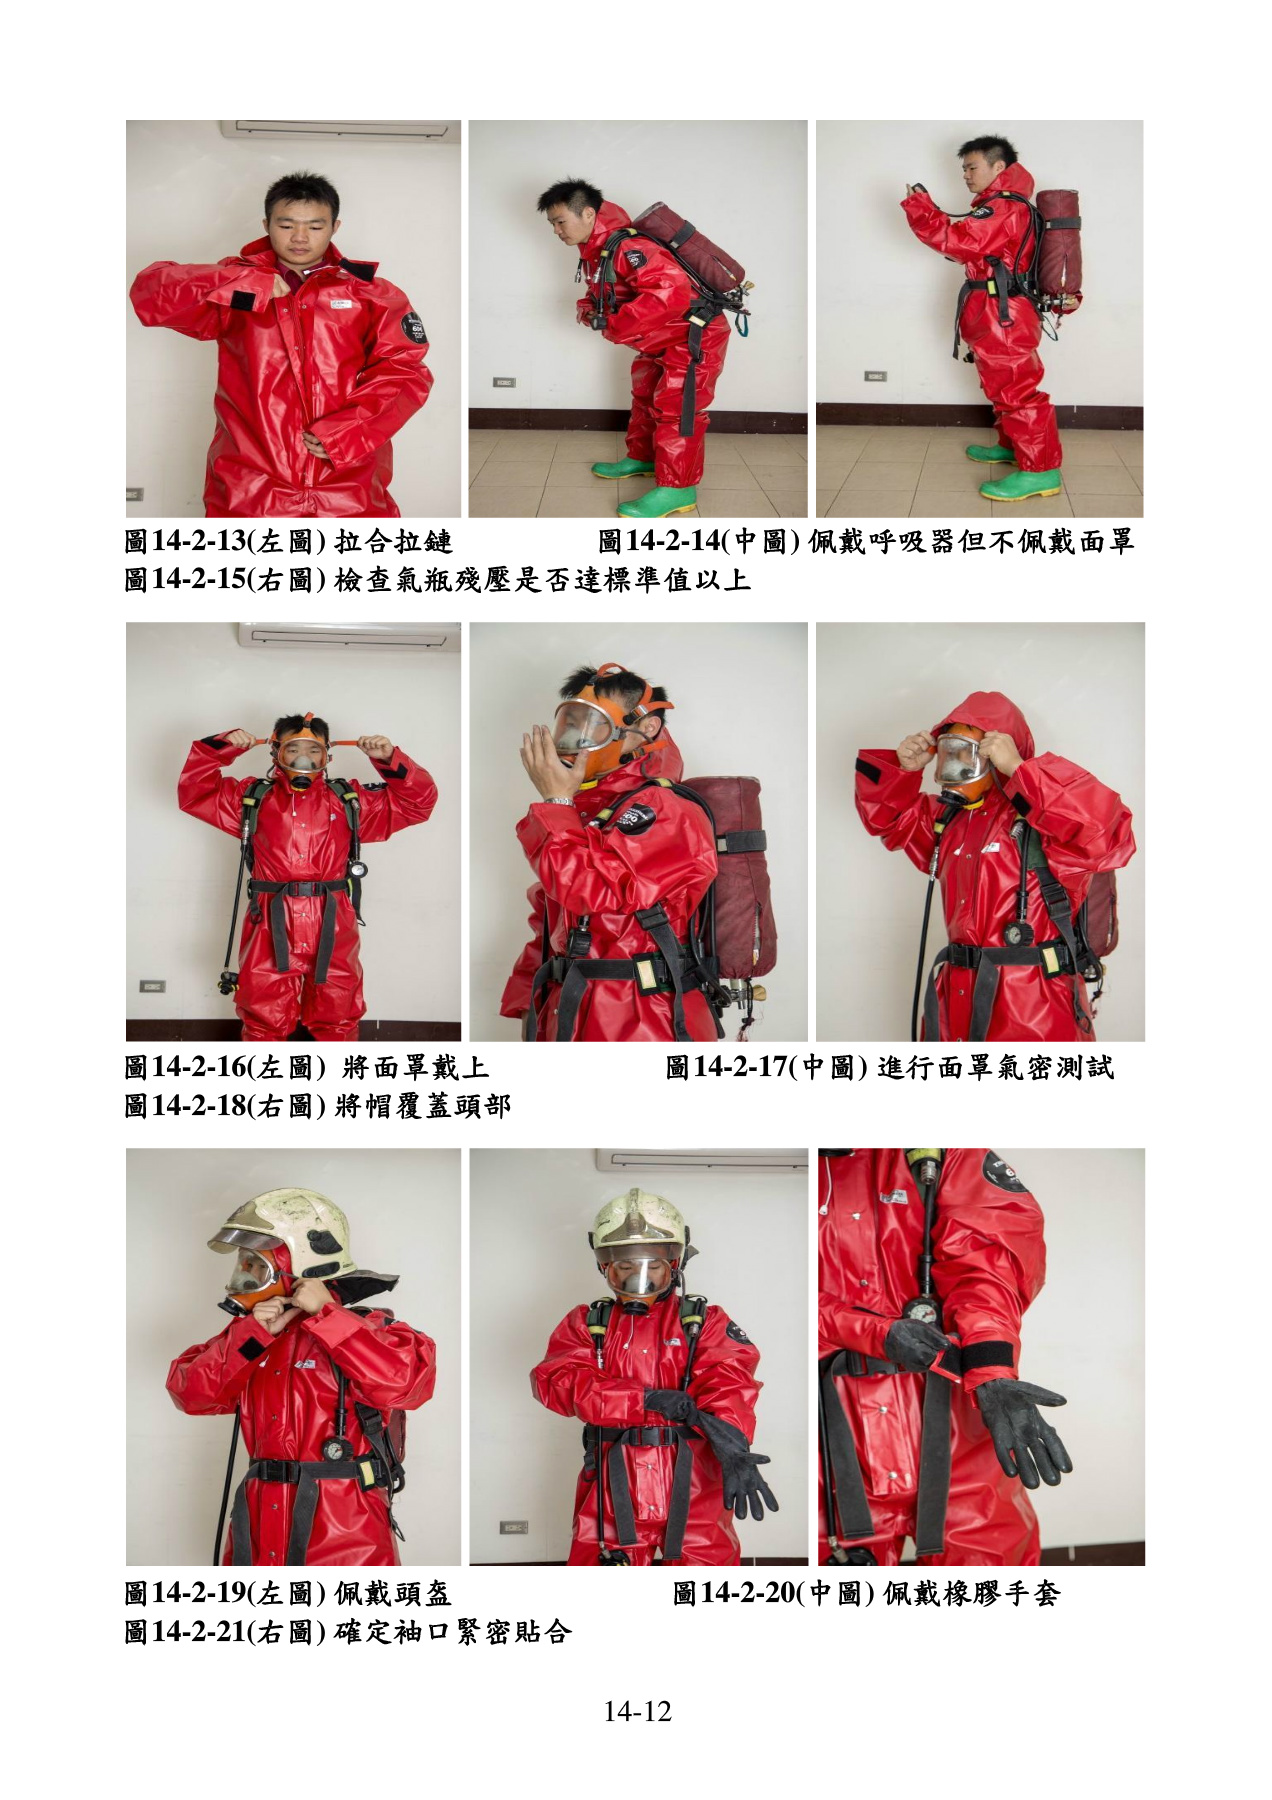 圖14-2-13(左圖) 拉合拉鏈 圖14-2-14(中圖) 佩戴呼吸器但不佩戴面罩
圖14-2-15(右圖) 檢查氣瓶殘壓是否達標準值以上
圖14-2-16(左圖) 將面罩戴上 圖14-2-17(中圖) 進行面罩氣密測試
圖14-2-18(右圖) 將帽覆蓋頭部
圖14-2-19(左圖) 佩戴頭盔 圖14-2-20(中圖) 佩戴橡膠手套
圖14-2-21(右圖) 確定袖口緊密貼合
14-12